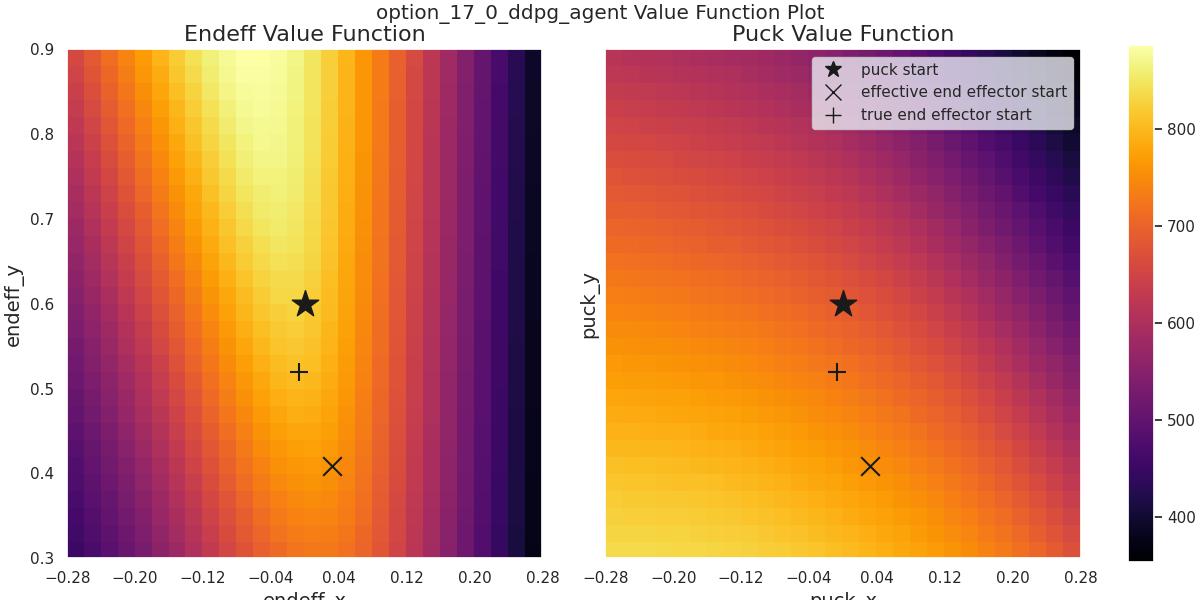 option_17_0_ddpg_agent Value Function Plot
Endeff Value Function
Puck Value Function
puck start
effective end effector start
true end effector start
endeff_y
0.9
0.8
0.7
0.6
0.5
0.4
0.3
−0.28 −0.20 −0.12 −0.04 0.04 0.12 0.20 0.28
endeff_x
puck_y
−0.28 −0.20 −0.12 −0.04 0.04 0.12 0.20 0.28
puck_x
800
700
600
500
400